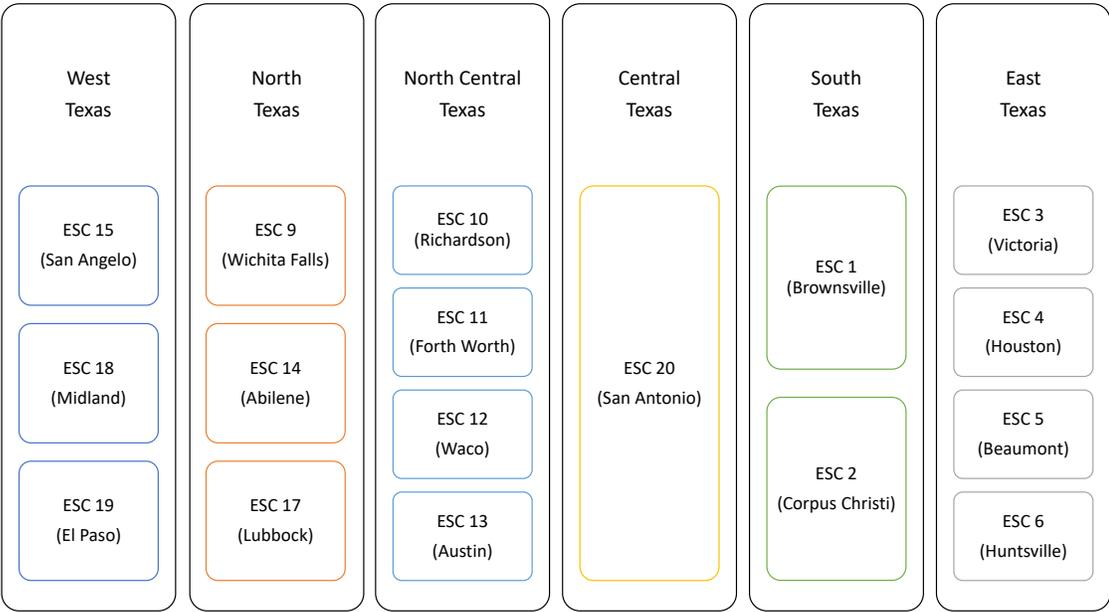 West
Texas
ESC 15
(San Angelo)
ESC 18
(Midland)
ESC 19
(El Paso)
North
Texas
ESC 9
(Wichita Falls)
ESC 14
(Abilene)
ESC 17
(Lubbock)
North Central
Texas
ESC 10
(Richardson)
ESC 11
(Forth Worth)
ESC 12
(Waco)
ESC 13
(Austin)
Central
Texas
ESC 20
(San Antonio)
South
Texas
ESC 1
(Brownsville)
ESC 2
(Corpus Christi)
East
Texas
ESC 3
(Victoria)
ESC 4
(Houston)
ESC 5
(Beaumont)
ESC 6
(Huntsville)